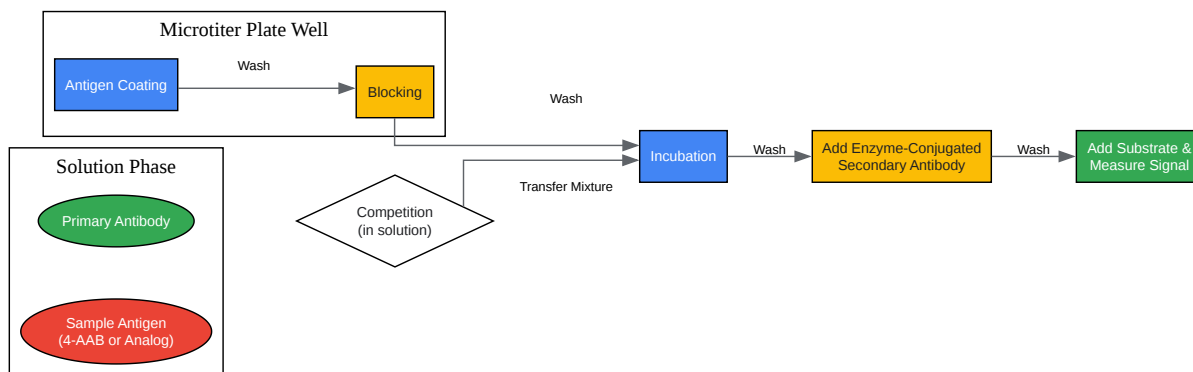 Microtiter Plate Well
Antigen Coating
Wash
Blocking
Solution Phase
Primary Antibody
Sample Antigen
(4-AAB or Analog)
Competition
(in solution)
Wash
Transfer Mixture
Incubation
Wash
Add Enzyme-Conjugated
Secondary Antibody
Wash
Add Substrate &
Measure Signal